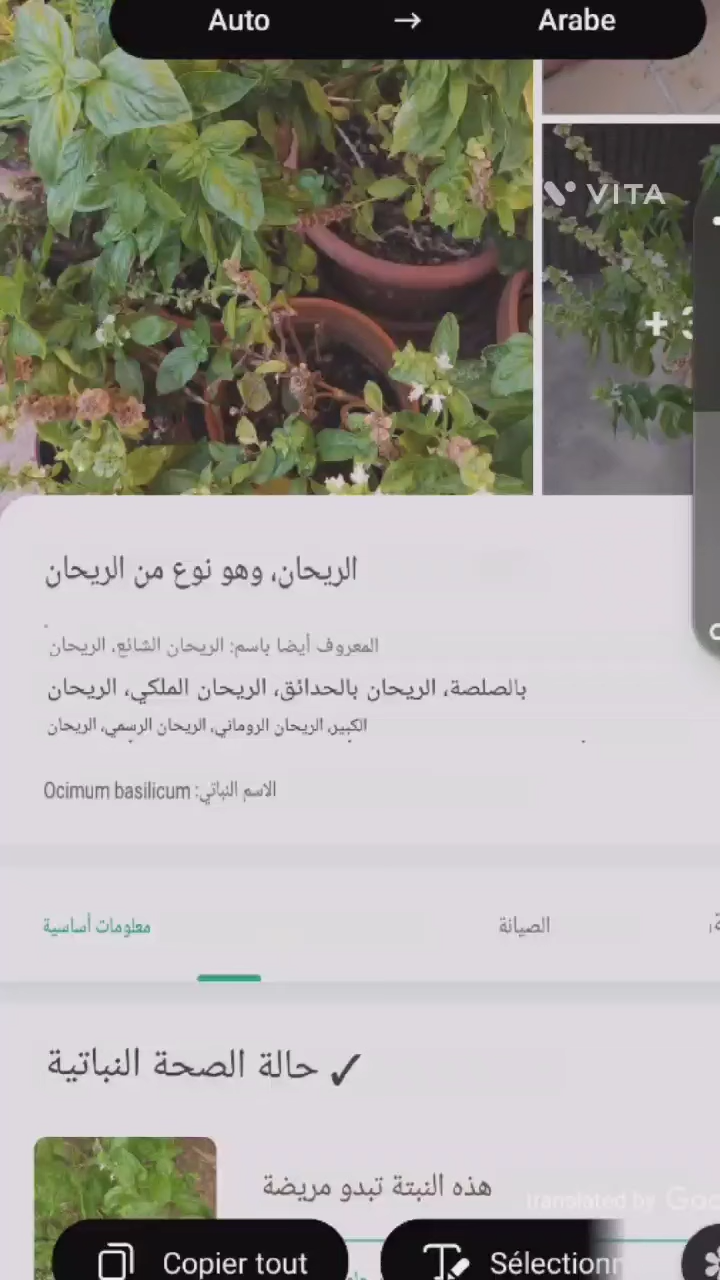 Auto → Arabe
VITA
الريحان، وهو نوع من الريحان
المعروف أيضا باسم: الريحان الشائع، الريحان
بالصلصة، الريحان بالحدائق، الريحان الملكي، الريحان
الكبير، الريحان الروماني، الريحان الرسمي، الريحان
الاسم النباتي: Ocimum basilicum
معلومات أساسية
الصيانة
✓ حالة الصحة النباتية
هذه النبتة تبدو مريضة
translated by
Copier tout